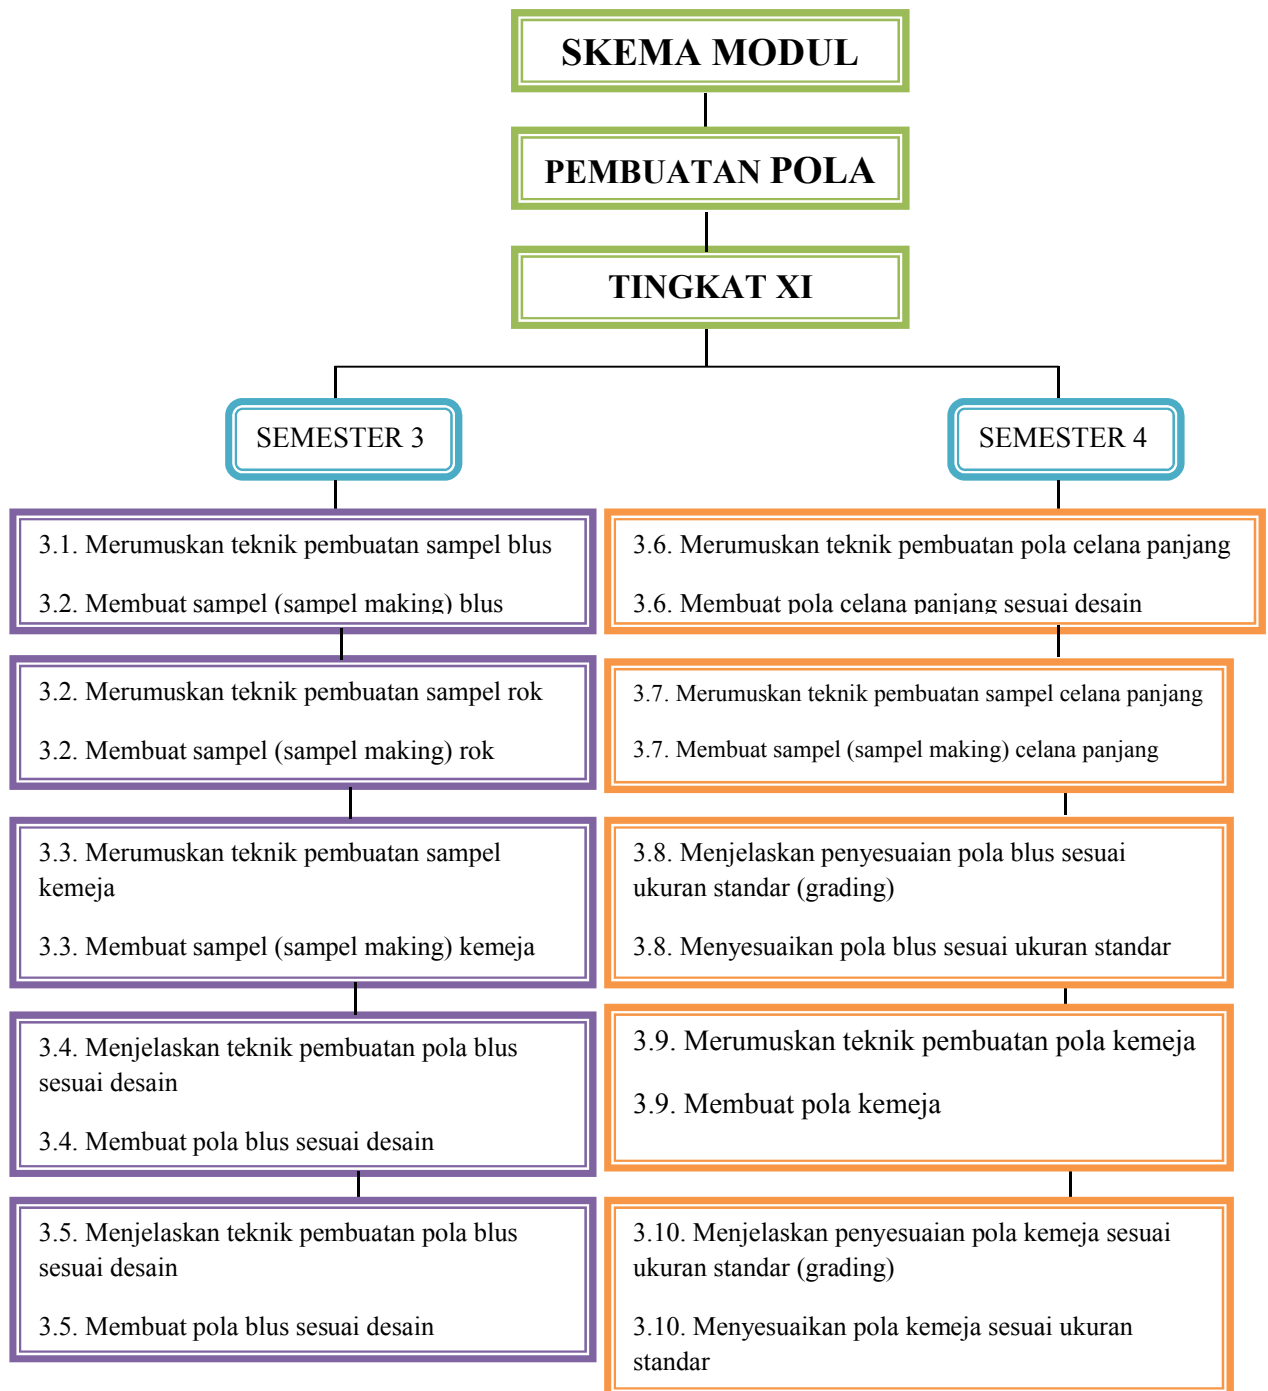 SKEMA MODUL
PEMBUATAN POLA
TINGKAT XI
SEMESTER 3
3.1. Merumuskan teknik pembuatan sampel blus
3.2. Membuat sampel (sampel making) blus
3.2. Merumuskan teknik pembuatan sampel rok
3.2. Membuat sampel (sampel making) rok
3.3. Merumuskan teknik pembuatan sampel
kemeja
3.3. Membuat sampel (sampel making) kemeja
3.4. Menjelaskan teknik pembuatan pola blus
sesuai desain
3.4. Membuat pola blus sesuai desain
3.5. Menjelaskan teknik pembuatan pola blus
sesuai desain
3.5. Membuat pola blus sesuai desain
SEMESTER 4
3.6. Merumuskan teknik pembuatan pola celana panjang
3.6. Membuat pola celana panjang sesuai desain
3.7. Merumuskan teknik pembuatan sampel celana panjang
3.7. Membuat sampel (sampel making) celana panjang
3.8. Menjelaskan penyesuaian pola blus sesuai
ukuran standar (grading)
3.8. Menyesuaikan pola blus sesuai ukuran standar
3.9. Merumuskan teknik pembuatan pola kemeja
3.9. Membuat pola kemeja
3.10. Menjelaskan penyesuaian pola kemeja sesuai
ukuran standar (grading)
3.10. Menyesuaikan pola kemeja sesuai ukuran
standar